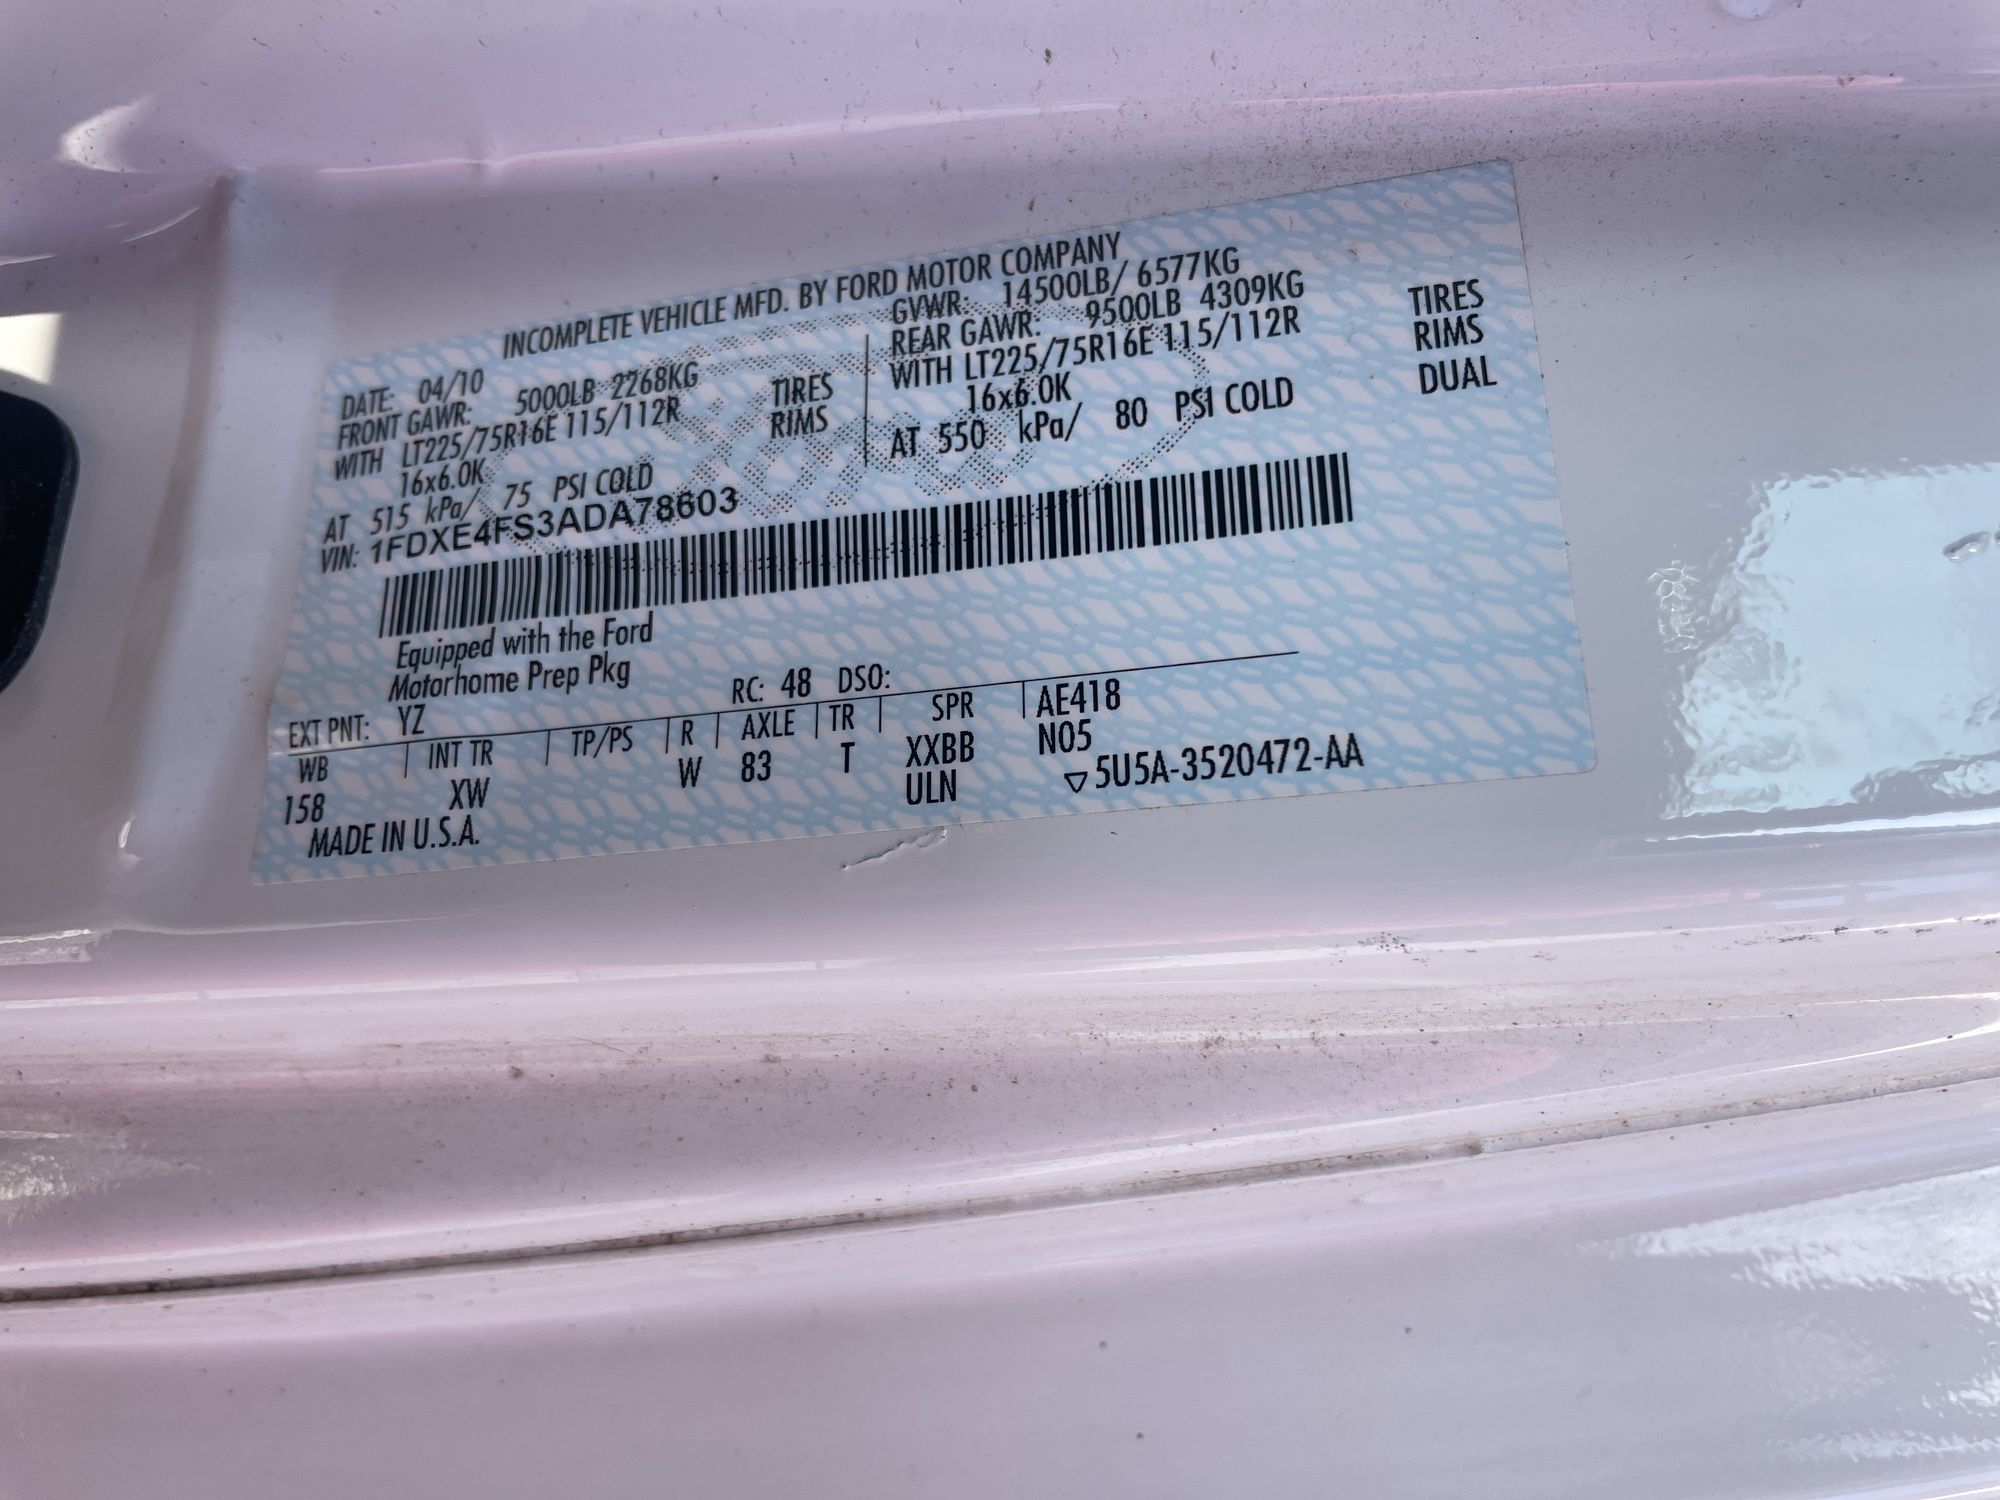 INCOMPLETE VEHICLE MFD. BY FORD MOTOR COMPANY
DATE: 04/10
FRONT GAWR: 5000LB 2268KG
WITH LT225/75R16E 115/112R TIRES
16x6.0K RIMS
AT 515 kPa/ 75 PSI COLD
GVWR: 14500LB/ 6577KG
REAR GAWR: 9500LB 4309KG
WITH LT225/75R16E 115/112R TIRES
16x6.0K RIMS
AT 550 kPa/ 80 PSI COLD DUAL
VIN: 1FDXE4FS3ADA78603
Equipped with the Ford
Motorhome Prep Pkg
EXT PNT: YZ RC: 48 DSO:
WB | INT TR | TP/PS | R | AXLE | TR | SPR | AE418
158 XW W 83 T XXBB N05
ULN ▽5U5A-3520472-AA
MADE IN U.S.A.